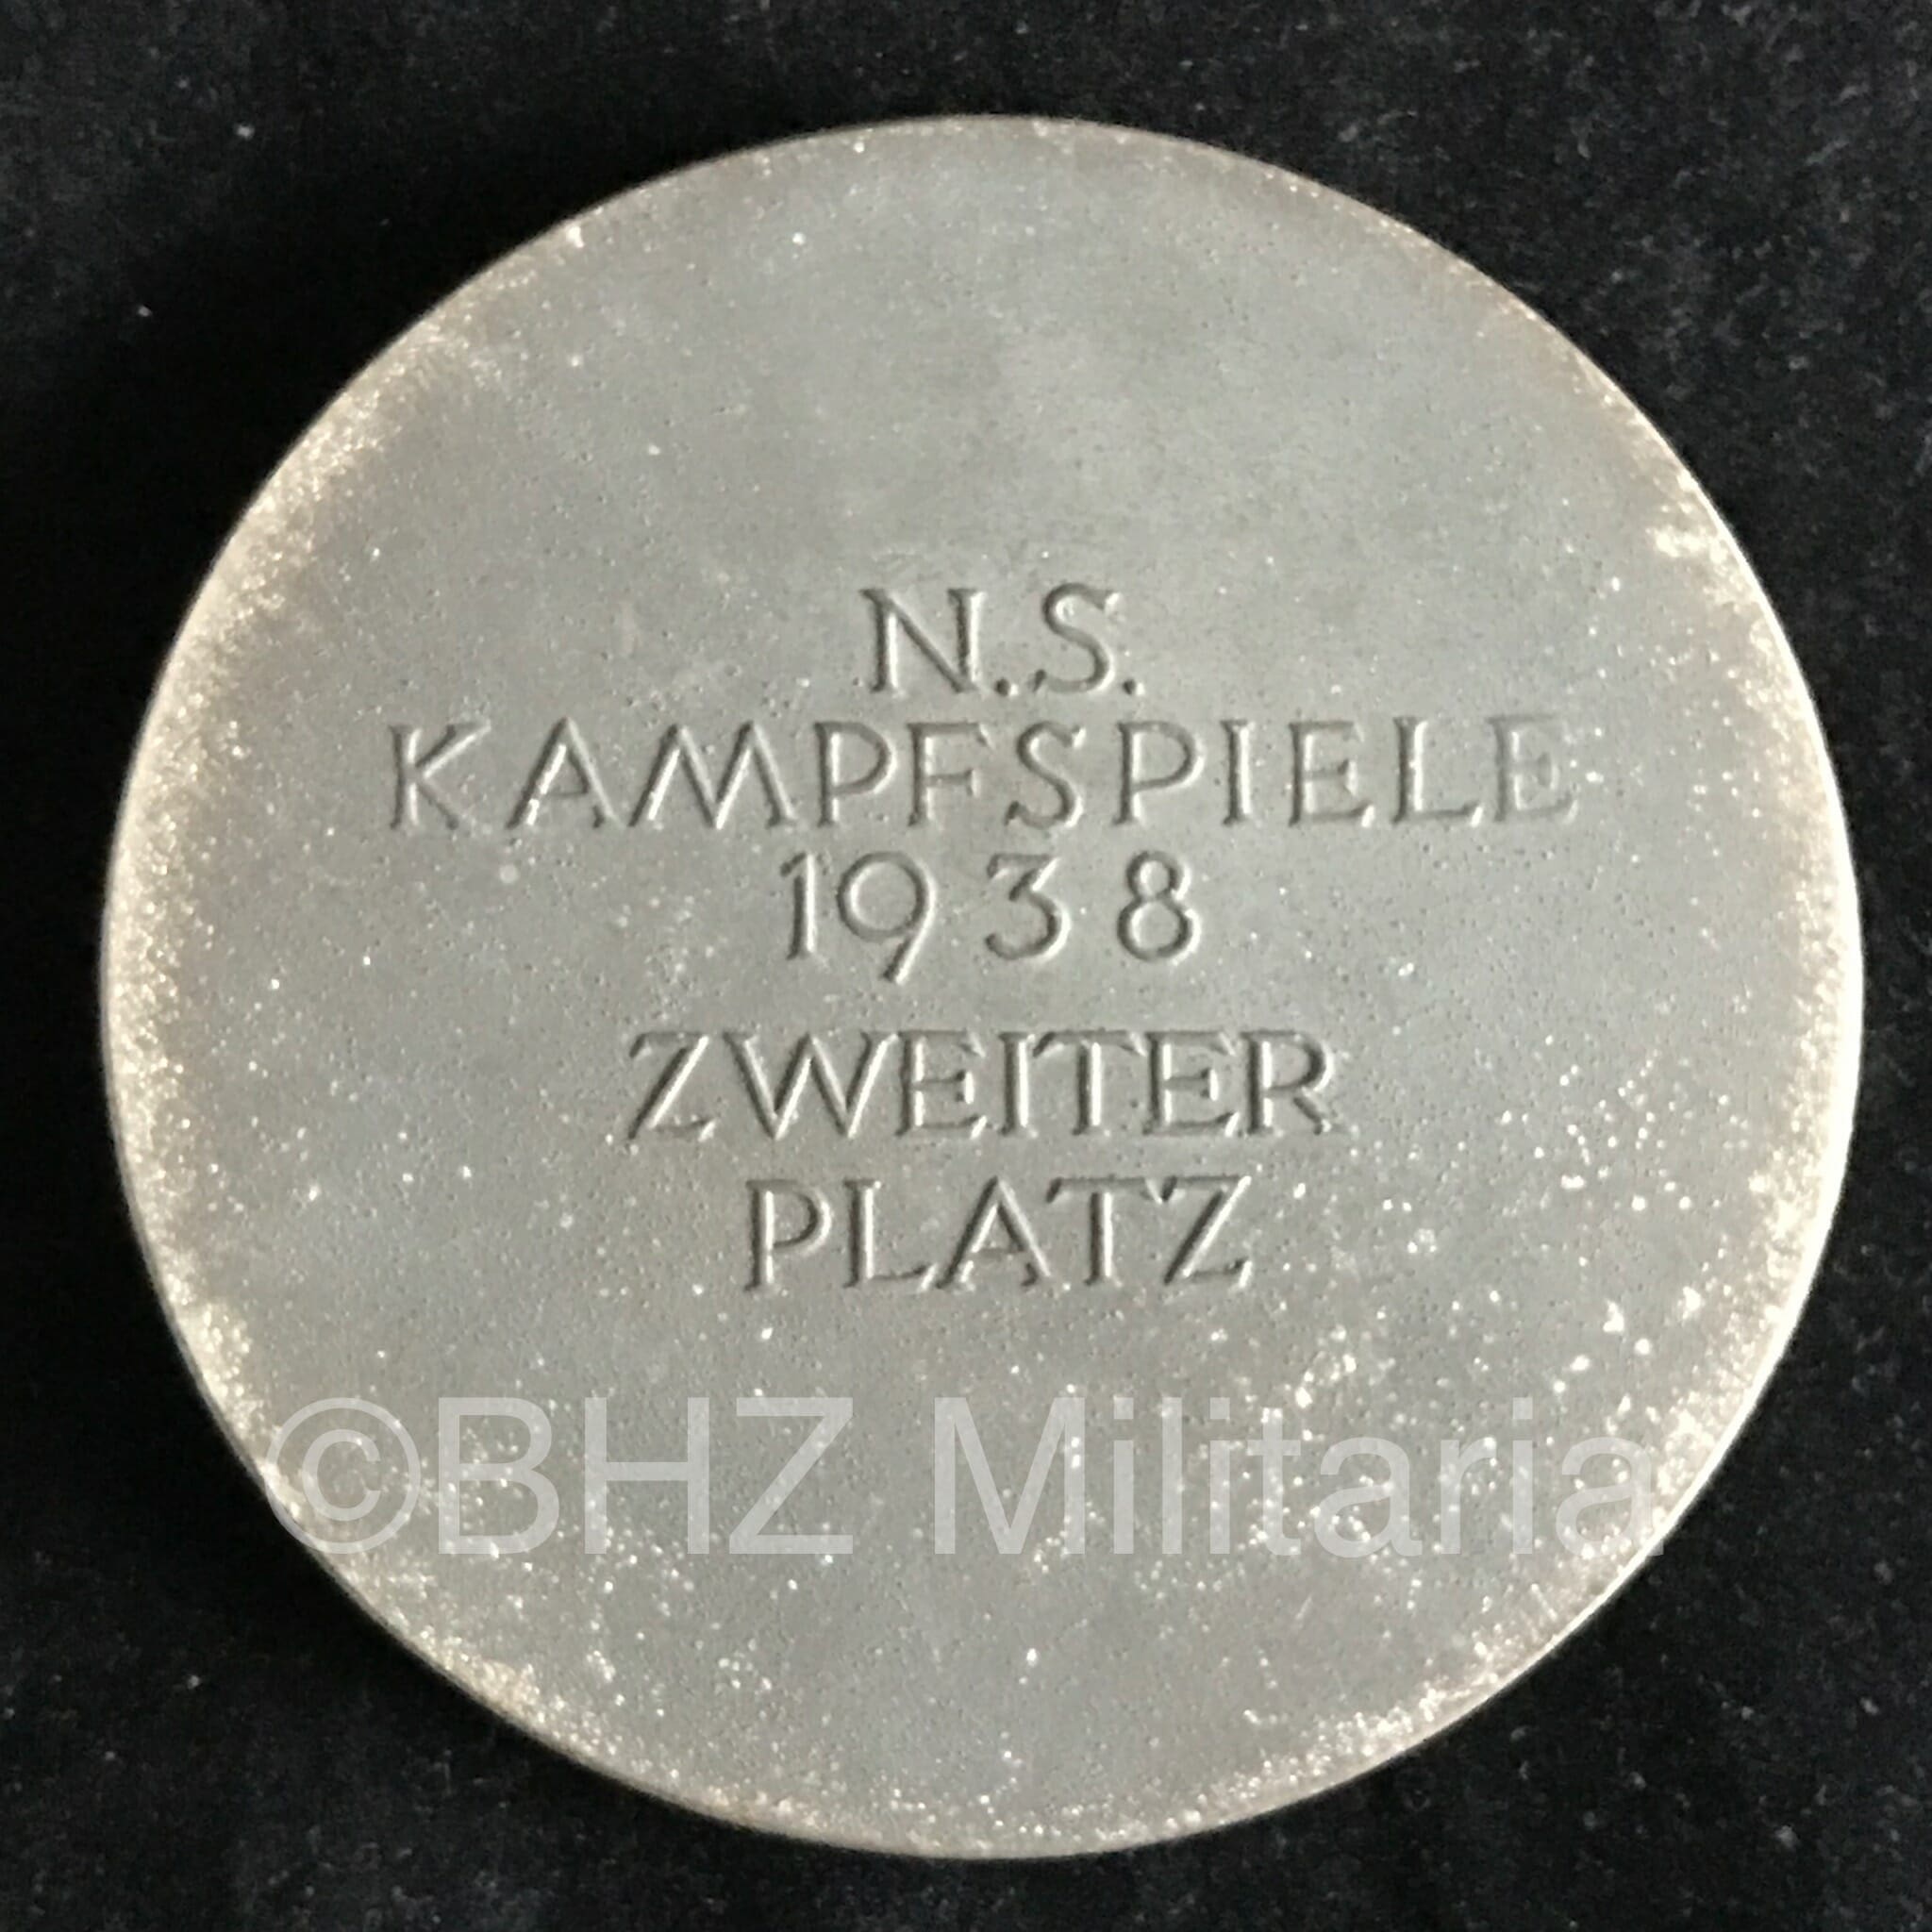 N.S.
KAMPFSPIELE
1938
ZWEITER
PLATZ
©BHZ Militaria